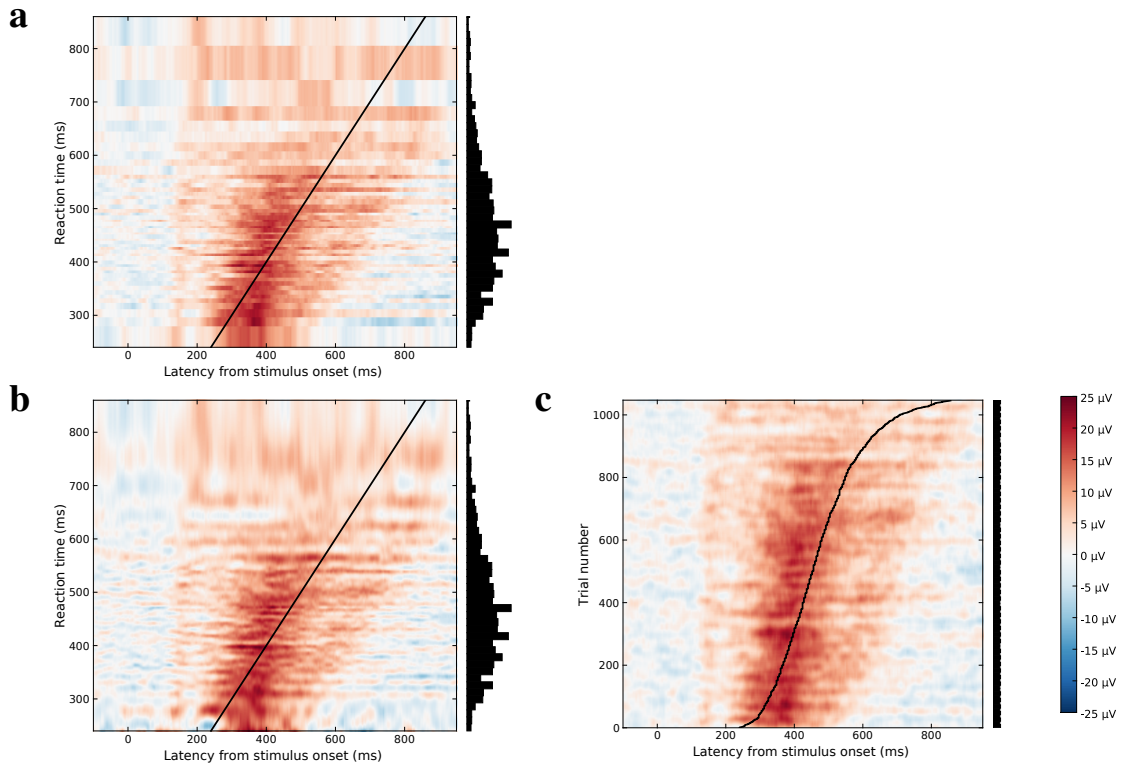 a
800
700
600
500
400
300
Reaction time (ms)
0 200 400 600 800
Latency from stimulus onset (ms)
b
800
700
600
500
400
300
Reaction time (ms)
0 200 400 600 800
Latency from stimulus onset (ms)
c
1000
800
600
400
200
0
Trial number
0 200 400 600 800
Latency from stimulus onset (ms)
25 μV
20 μV
15 μV
10 μV
5 μV
0 μV
-5 μV
-10 μV
-15 μV
-20 μV
-25 μV